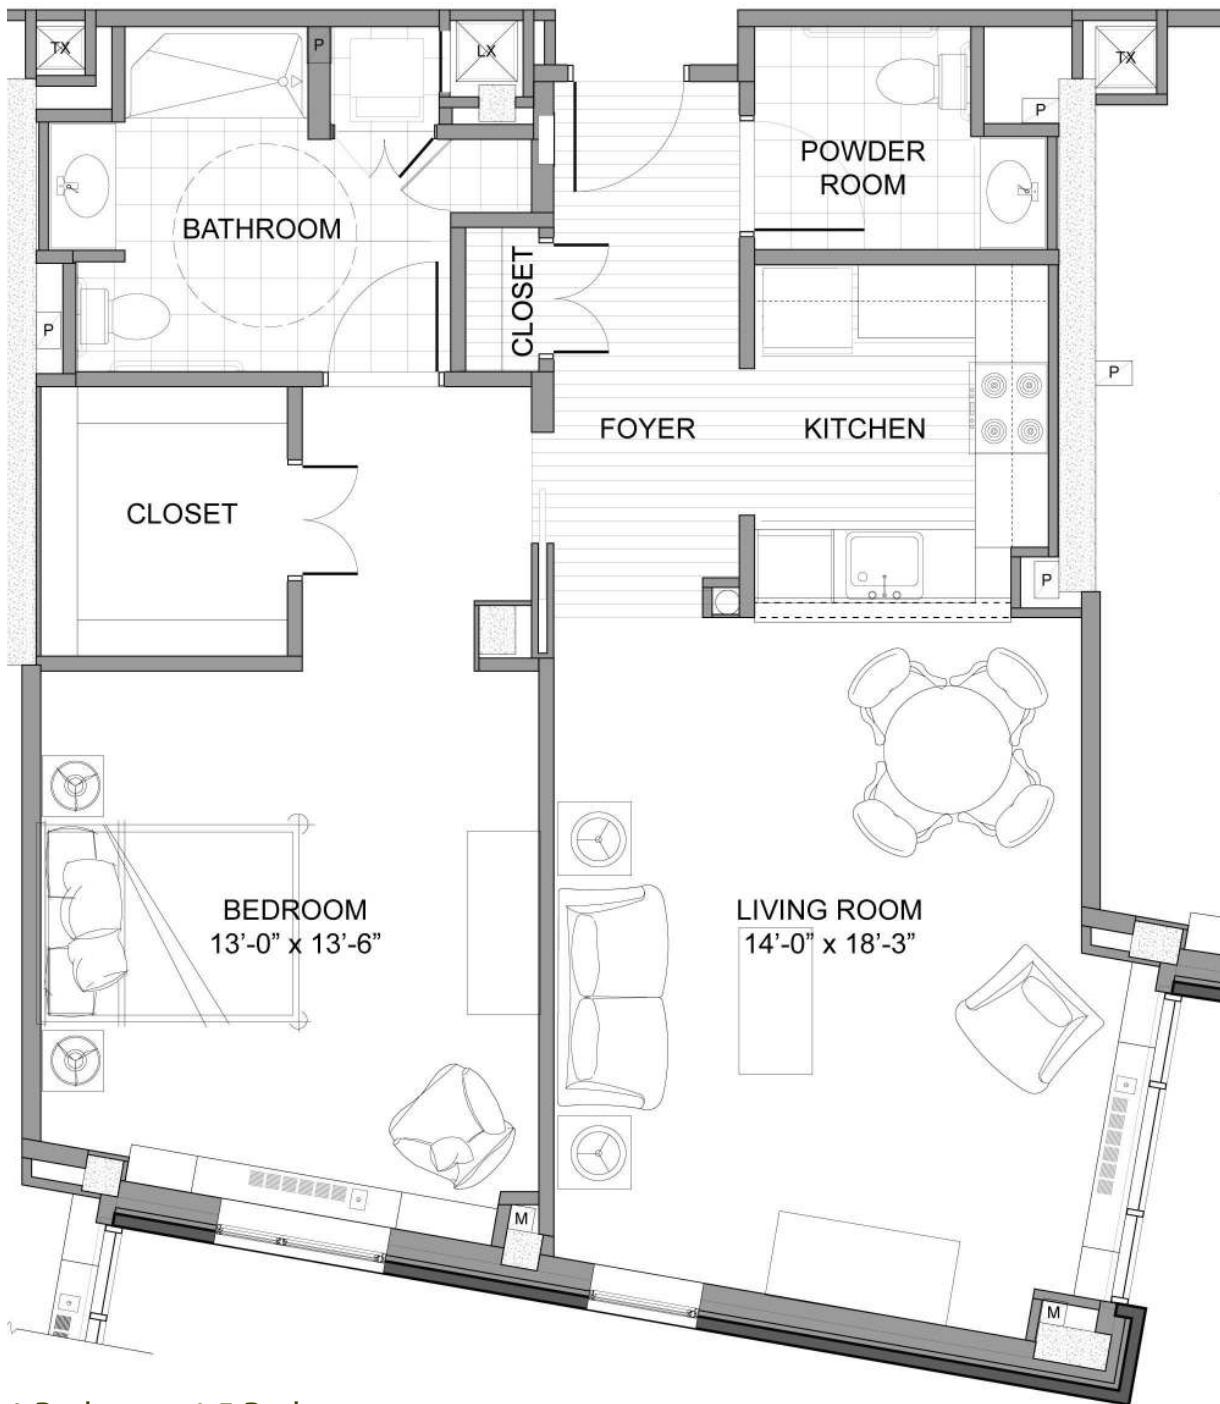 TX
P
LX
TX
P
POWDER
ROOM
BATHROOM
CLOSET
P
P
FOYER
KITCHEN
CLOSET
P
BEDROOM
13’-0” x 13’-6”
LIVING ROOM
14’-0” x 18’-3”
M
M